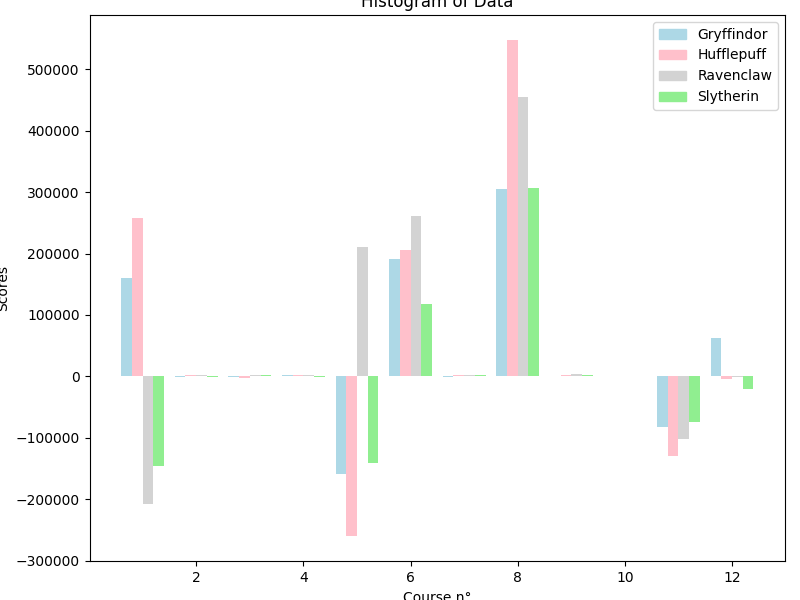 Histogram of Data
Gryffindor
Hufflepuff
Ravenclaw
Slytherin
500000
400000
300000
200000
100000
0
−100000
−200000
−300000
Scores
2 4 6 8 10 12
Course n°